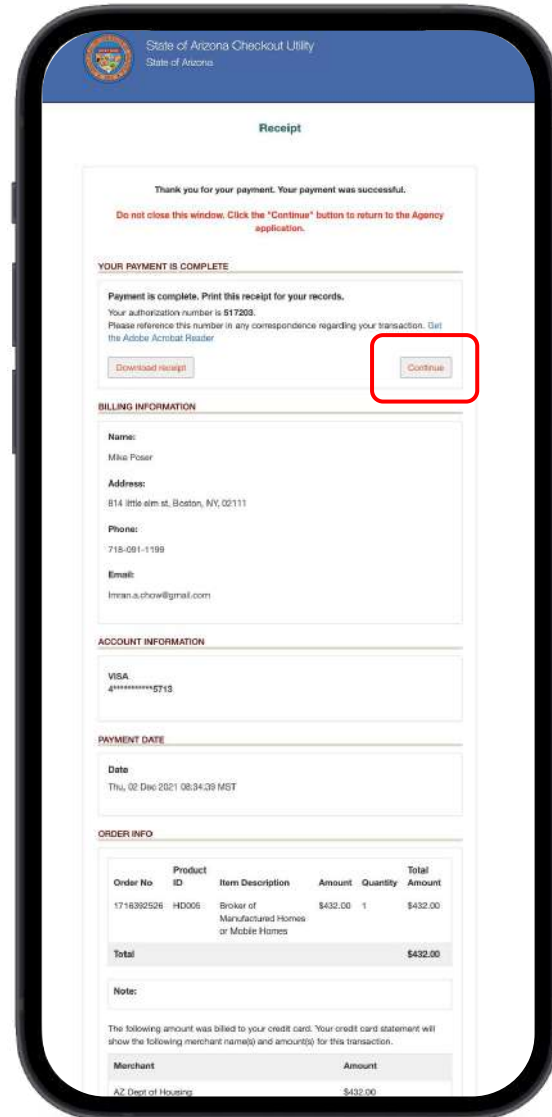 State of Arizona Checkout Utility
State of Arizona
Receipt
Thank you for your payment. Your payment was successful.
Do not close this window. Click the "Continue" button to return to the Agency
application.
YOUR PAYMENT IS COMPLETE
Payment is complete. Print this receipt for your records.
Your authorization number is 517203.
Please reference this number in any correspondence regarding your transaction. Get
the Adobe Acrobat Reader
Download receipt
Continue
BILLING INFORMATION
Name:
Mike Poser
Address:
814 little elm st, Boston, NY, 02111
Phone:
718-091-1199
Email:
Imran.a.chow@gmail.com
ACCOUNT INFORMATION
VISA
4***********5713
PAYMENT DATE
Date
Thu, 02 Dec 2021 08:34:39 MST
ORDER INFO
Order No Product ID Item Description Amount Quantity Total Amount
1716392526 HD005 Broker of $432.00 1 $432.00
Manufactured Homes
or Mobile Homes
Total $432.00
Note:
The following amount was billed to your credit card. Your credit card statement will
show the following merchant name(s) and amount(s) for this transaction.
Merchant Amount
AZ Dept of Housing $432.00